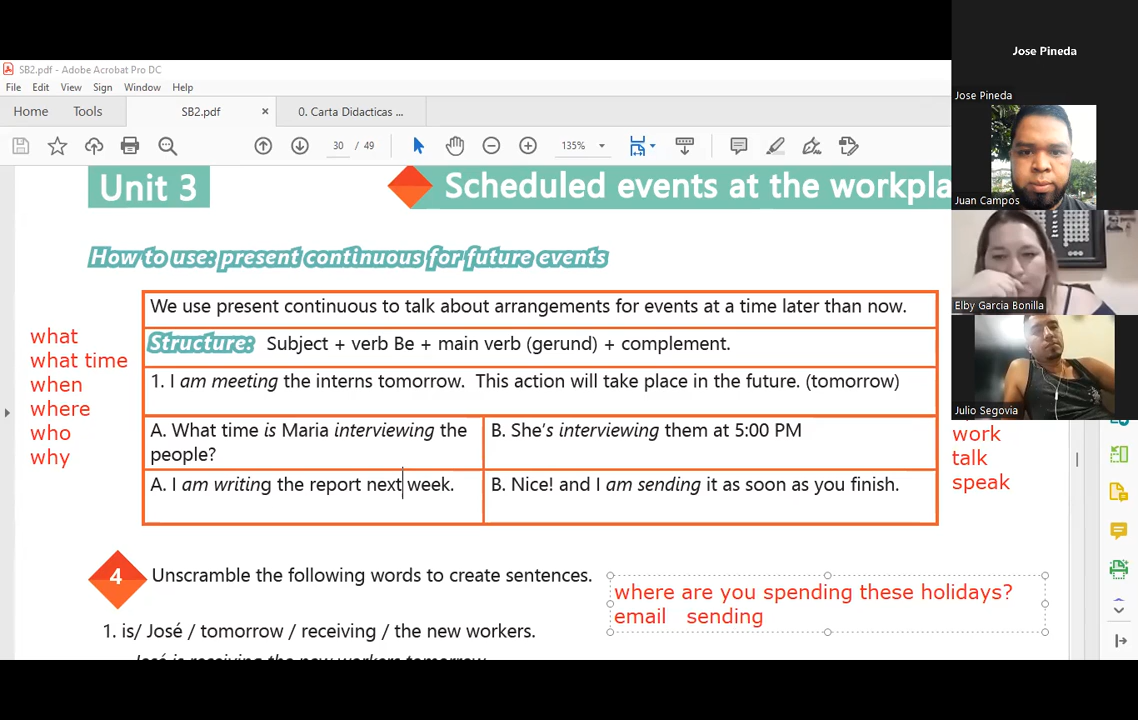 Jose Pineda
SB2.pdf - Adobe Acrobat Pro DC
File Edit View Sign Window Help
Home Tools SB2.pdf × 0. Carta Didacticas ...
30 / 49 135%
Jose Pineda
Juan Campos
Elby Garcia Bonilla
Julio Segovia
Unit 3
Scheduled events at the workpla
How to use: present continuous for future events
We use present continuous to talk about arrangements for events at a time later than now.
Structure: Subject + verb Be + main verb (gerund) + complement.
1. I am meeting the interns tomorrow. This action will take place in the future. (tomorrow)
A. What time is Maria interviewing the
people?
B. She's interviewing them at 5:00 PM
A. I am writing the report next week.
B. Nice! and I am sending it as soon as you finish.
what
what time
when
where
who
why
work
talk
speak
4 Unscramble the following words to create sentences.
where are you spending these holidays?
email sending
1. is/ José / tomorrow / receiving / the new workers.
José is receiving the new workers tomorrow